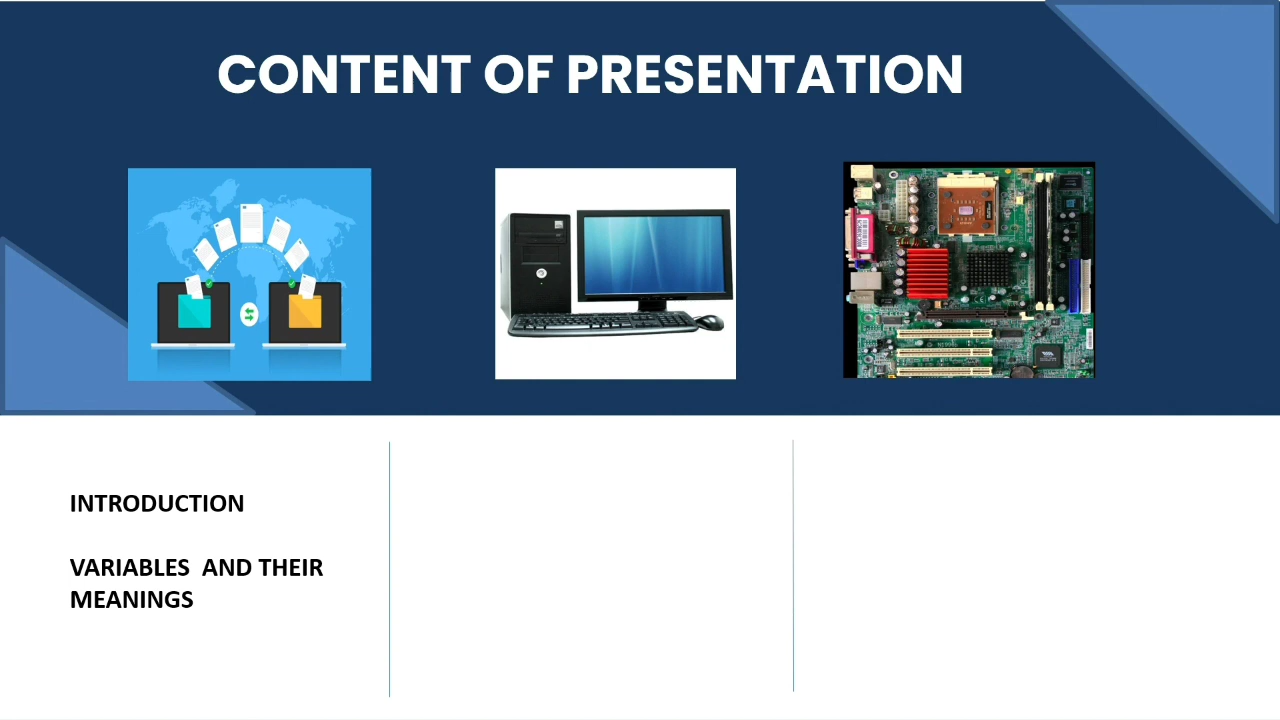 CONTENT OF PRESENTATION
INTRODUCTION
VARIABLES  AND THEIR
MEANINGS